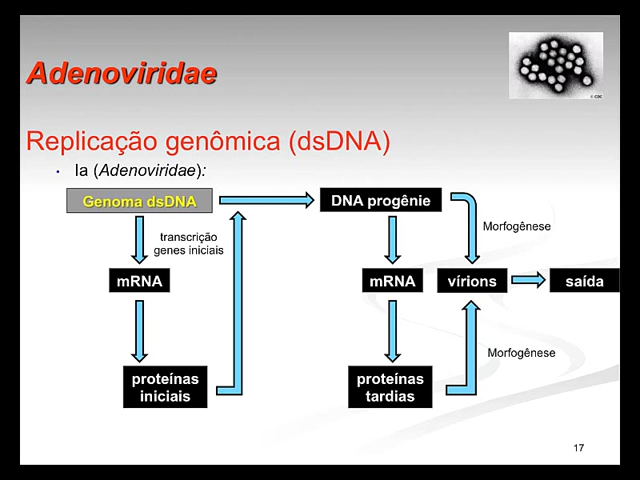 Adenoviridae
© CDC
Replicação genômica (dsDNA)
• Ia (Adenoviridae):
Genoma dsDNA
DNA progênie
transcrição
genes iniciais
Morfogênese
mRNA
mRNA
vírions
saída
Morfogênese
proteínas
iniciais
proteínas
tardias
17